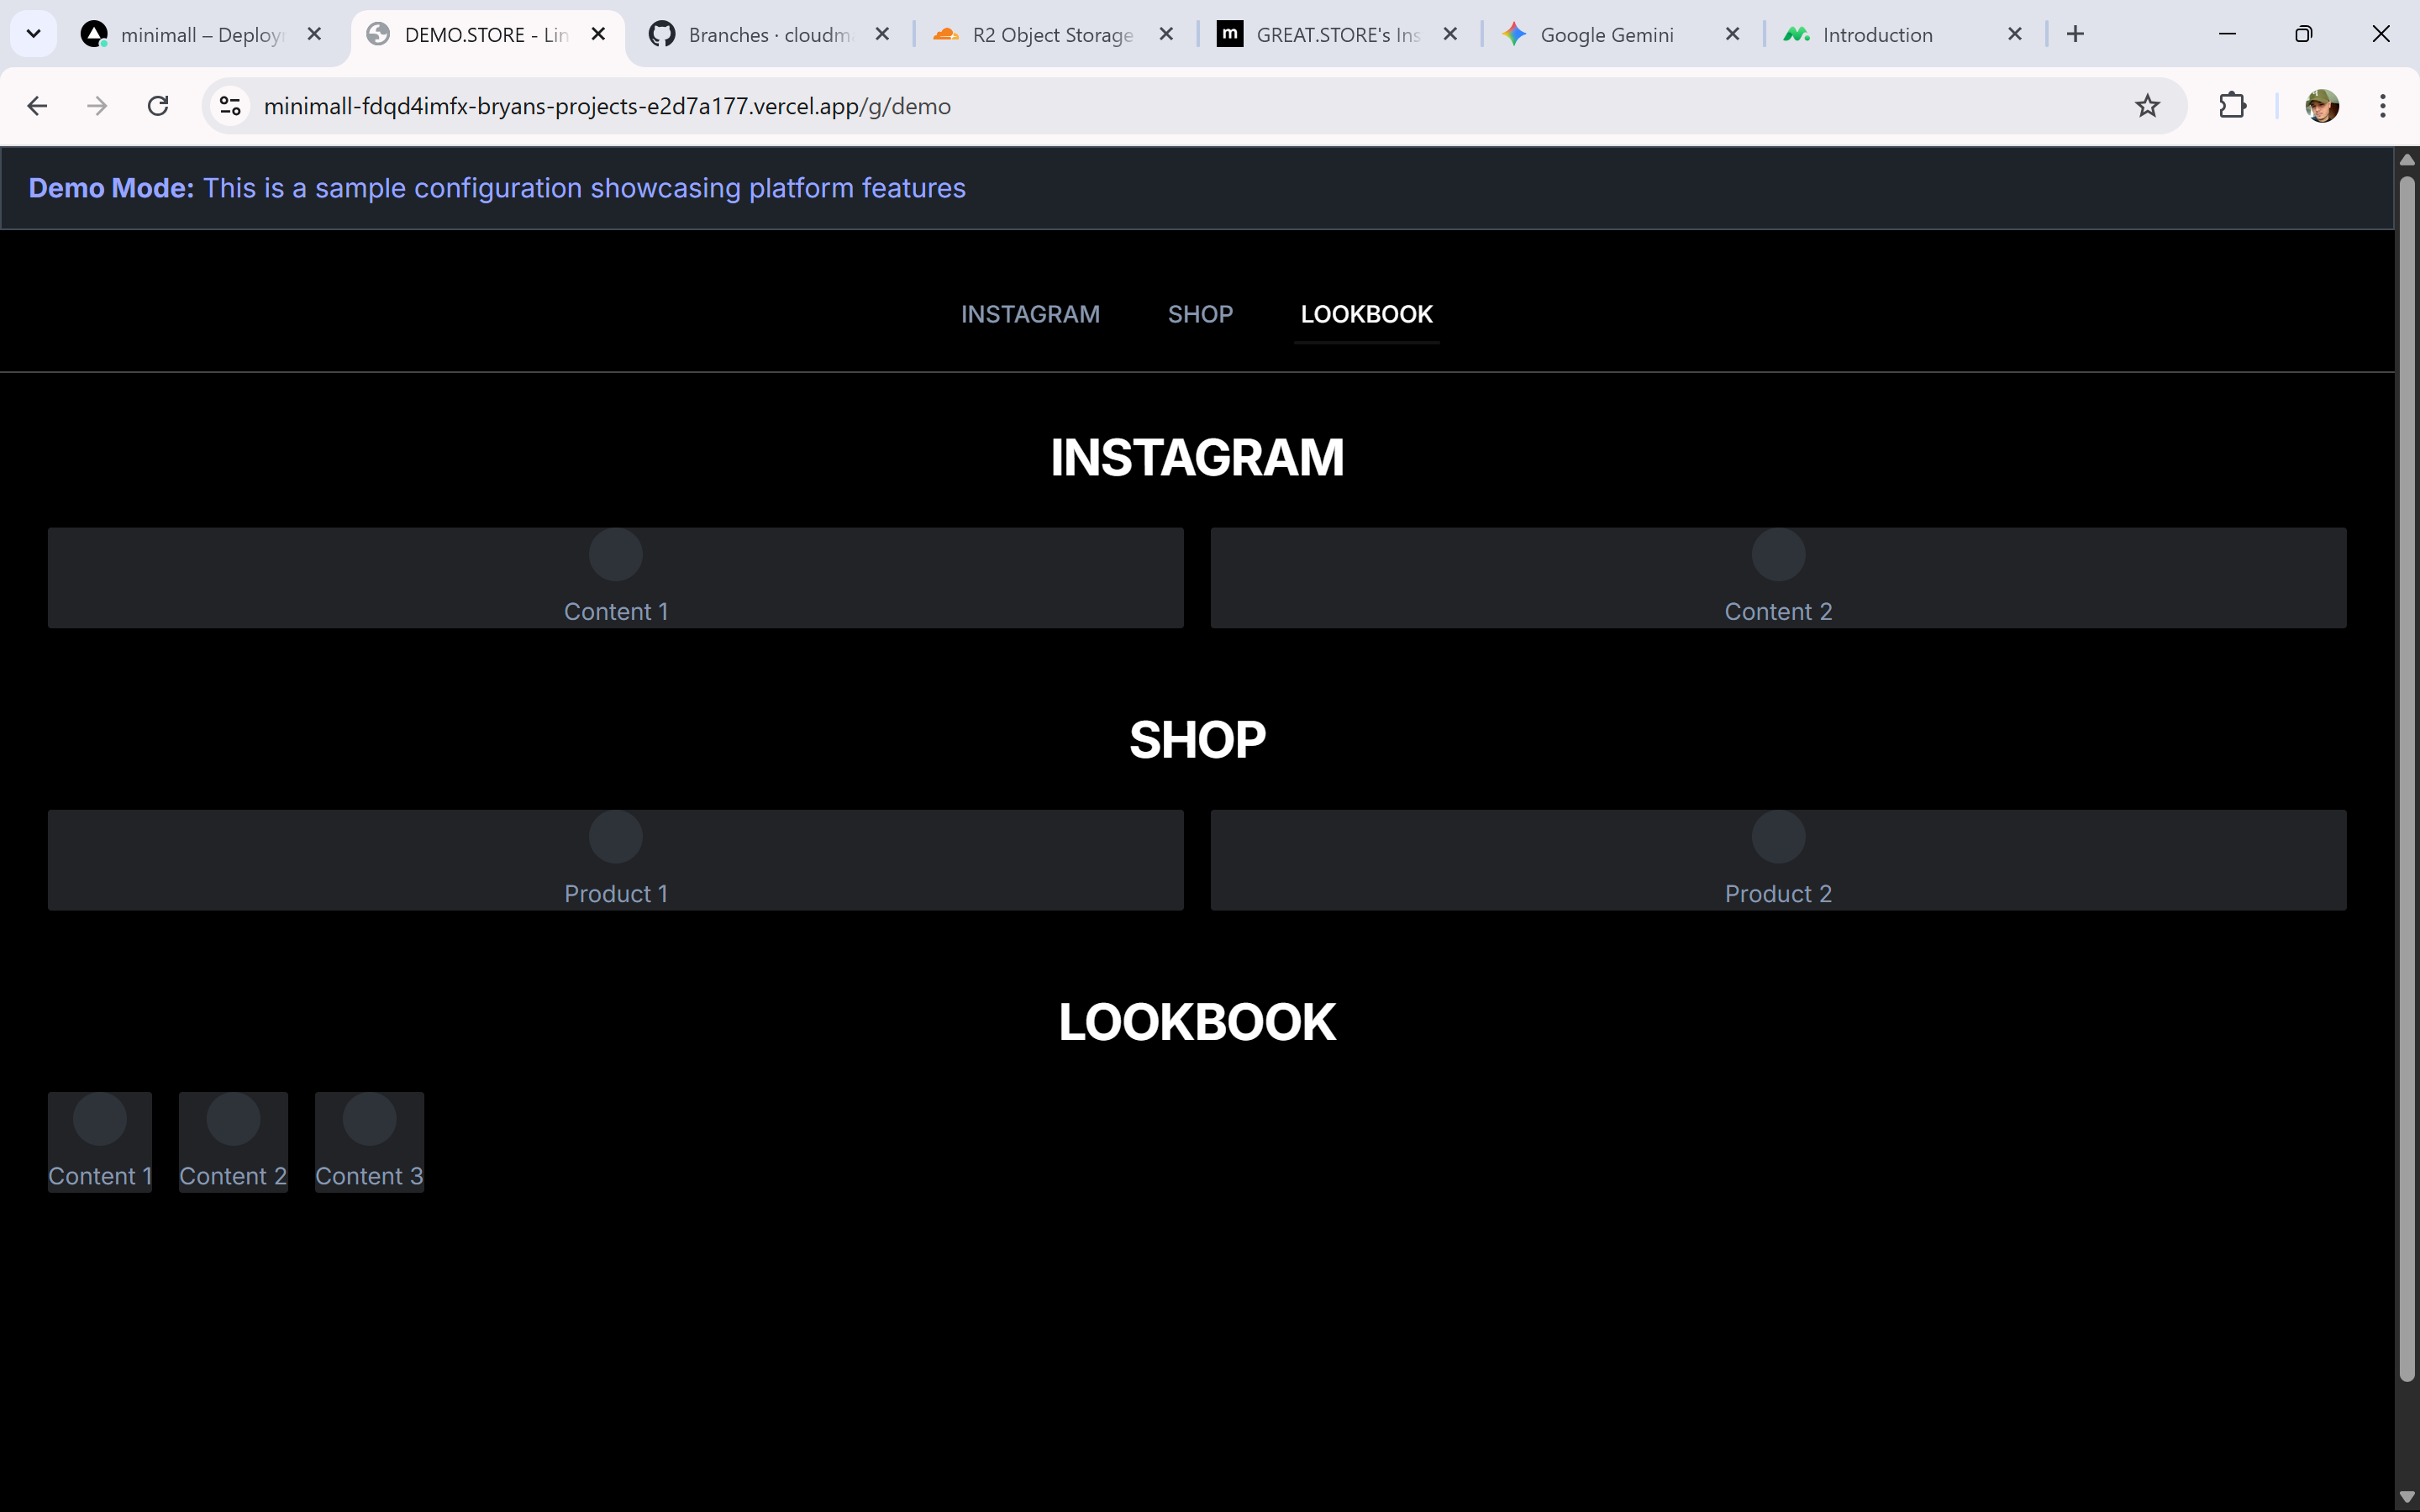 minimall – Deploy
DEMO.STORE - Lin
Branches · cloudm
R2 Object Storage
m
GREAT.STORE's Ins
Google Gemini
Introduction
minimall-fdqd4imfx-bryans-projects-e2d7a177.vercel.app/g/demo
Demo Mode: This is a sample configuration showcasing platform features
INSTAGRAM SHOP LOOKBOOK
INSTAGRAM
Content 1 Content 2
SHOP
Product 1 Product 2
LOOKBOOK
Content 1 Content 2 Content 3